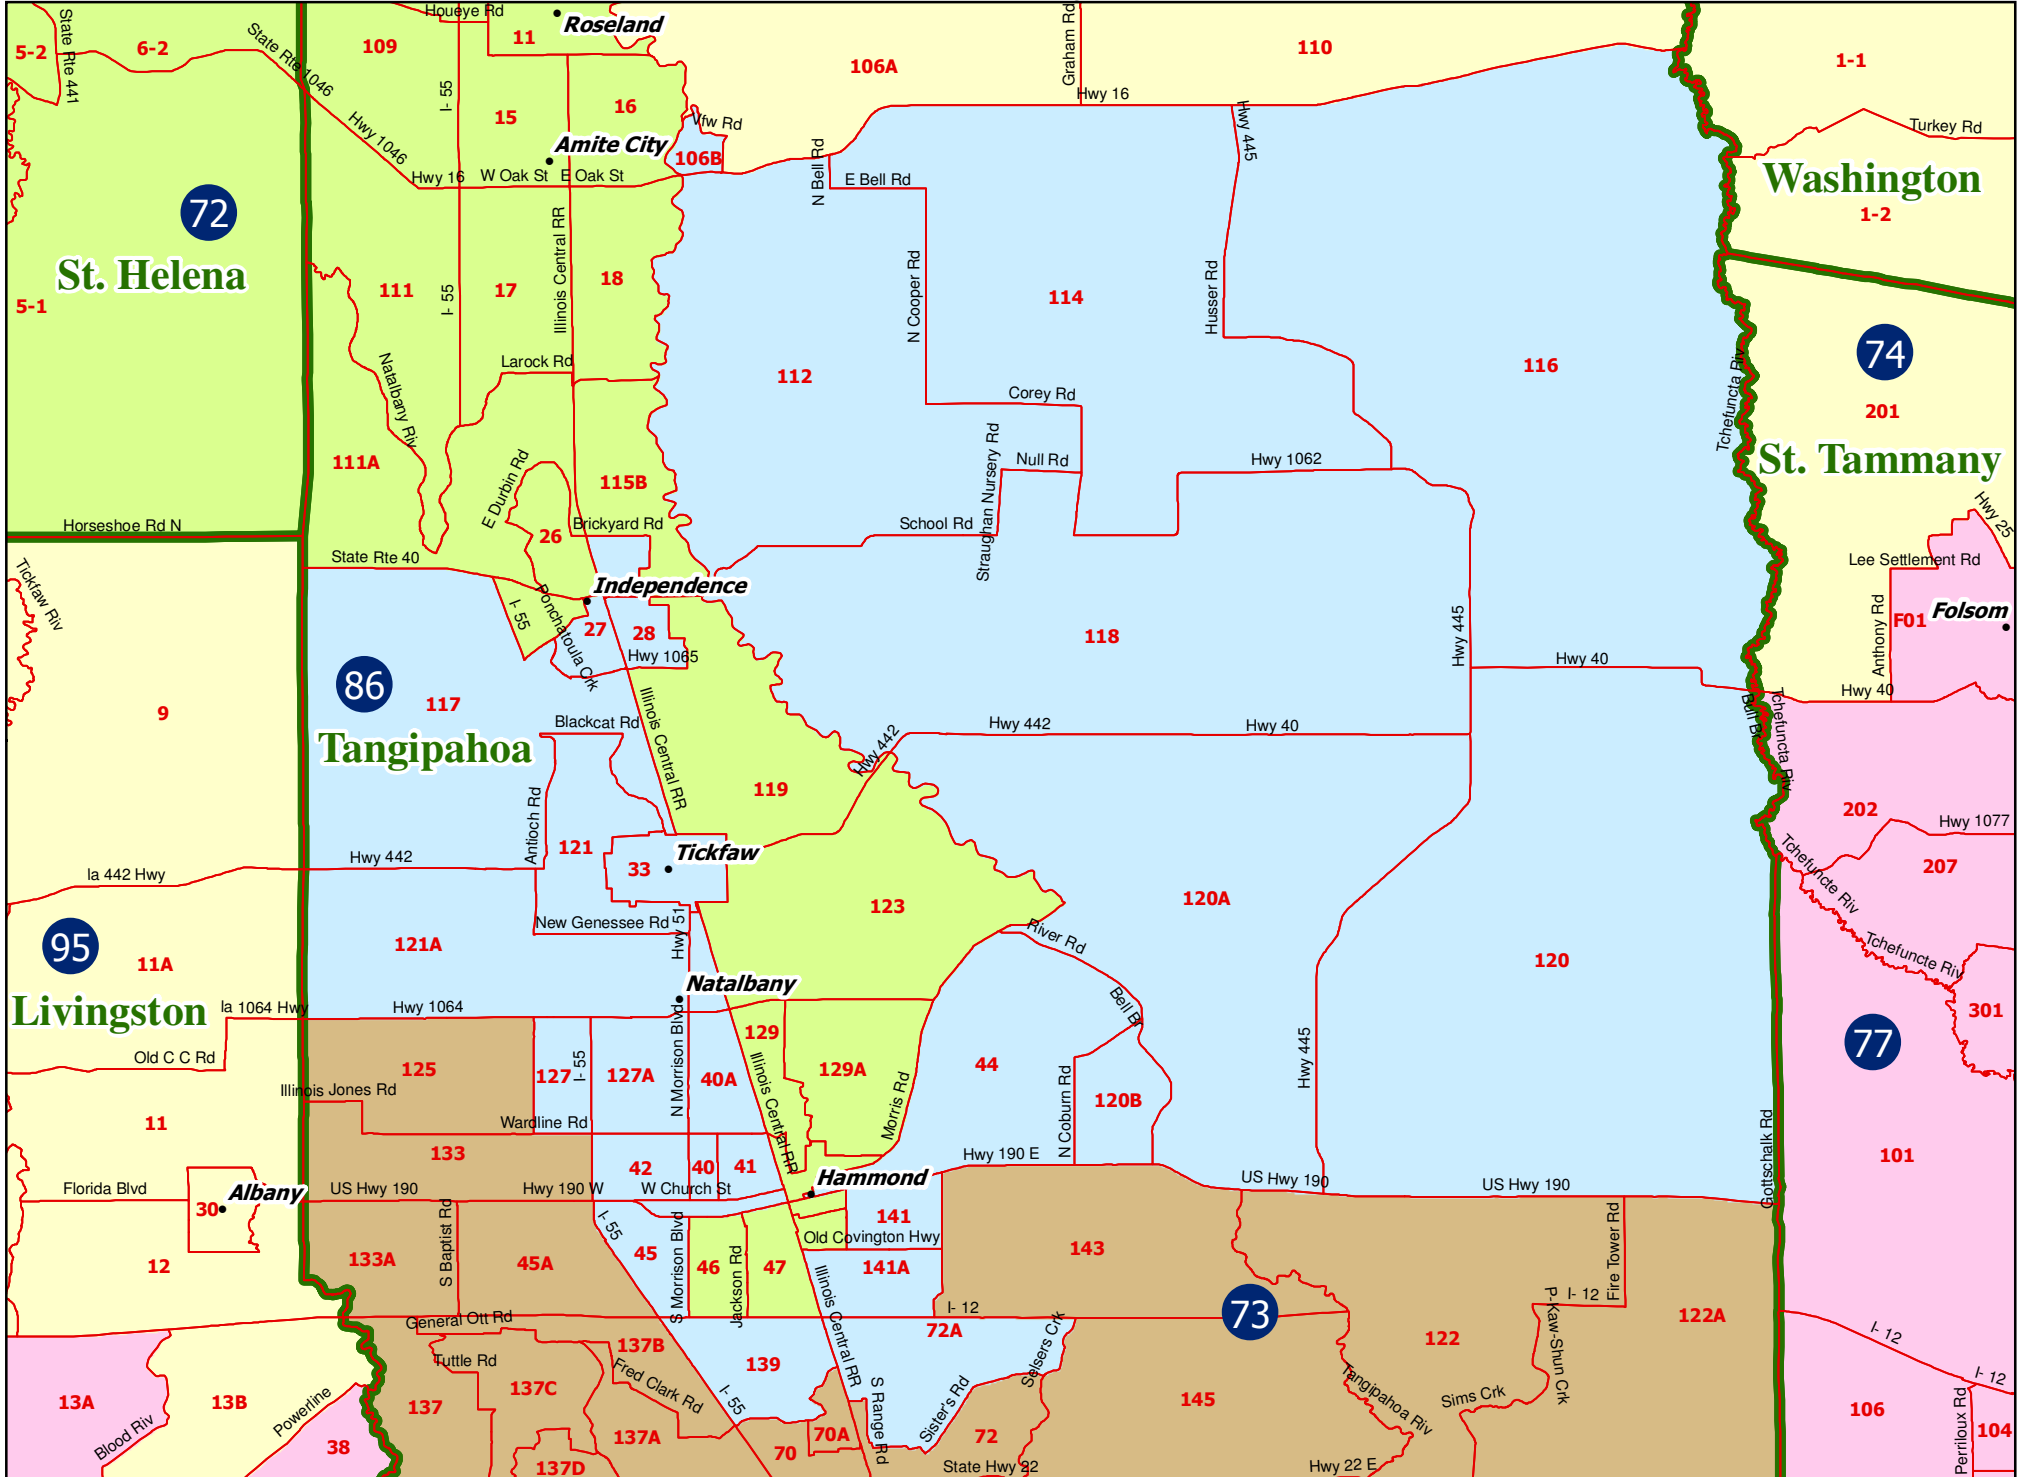 Houeye Rd
Roseland
State Rte 441
5-2
6-2
State Rte 1046
109
11
106A
Graham Rd
110
1-1
I- 55
15
16
Hwy 16
Hwy 1046
Vfw Rd
Hwy 445
Turkey Rd
Amite City
106B
N Bell Rd
Hwy 16
W Oak St
E Oak St
E Bell Rd
Washington
1-2
72
St. Helena
5-1
111
I- 55
17
Illinois Central RR
18
N Cooper Rd
114
Husser Rd
74
201
St. Tammany
Tchefuncta Riv
116
112
Larock Rd
Natalbany Riv
Corey Rd
111A
E Durbin Rd
115B
Straughan Nursery Rd
Null Rd
Hwy 1062
Hwy 25
Horseshoe Rd N
26
Brickyard Rd
School Rd
State Rte 40
Lee Settlement Rd
Tickfaw Riv
Independence
I- 55
Ponchatoula Crk
27
28
Hwy 1065
118
Hwy 445
Hwy 40
Anthony Rd
F01
Folsom
Hwy 40
86
117
9
Tangipahoa
Blackcat Rd
Illinois Central RR
Hwy 442
Hwy 442
Hwy 40
Bull Br
Tchefuncta Riv
119
202
Hwy 1077
Antioch Rd
121
33
Tickfaw
Hwy 442
la 442 Hwy
Tchefuncte Riv
207
123
120A
New Genessee Rd
Hwy 51
River Rd
95
11A
121A
Tchefuncte Riv
120
Livingston
la 1064 Hwy
Hwy 1064
Natalbany
Bell Br
301
129
77
Old C C Rd
125
127
I- 55
127A
N Morrison Blvd
40A
Illinois Central RR
129A
Morris Rd
44
N Coburn Rd
120B
Hwy 445
Illinois Jones Rd
11
Wardline Rd
Gottschalk Rd
101
133
42
40
41
Hwy 190 E
Florida Blvd
30
Albany
US Hwy 190
Hwy 190 W
W Church St
Hammond
US Hwy 190
US Hwy 190
141
12
133A
S Baptist Rd
45A
I- 55
45
S Morrison Blvd
46
Jackson Rd
47
Old Covington Hwy
141A
143
Fire Tower Rd
I- 12
73
I- 12
P-Kaw-Shun Crk
122A
General Ott Rd
137B
Illinois Central RR
72A
122
I- 12
Tuttle Rd
139
Selsers Crk
I- 12
13A
13B
Powerline
137
137C
Fred Clark Rd
I- 55
S Range Rd
Sister's Rd
145
Tangipahoa Riv
Sims Crk
106
Perriloux Rd
104
Blood Riv
38
137A
70
70A
72
137D
State Hwy 22
Hwy 22 E